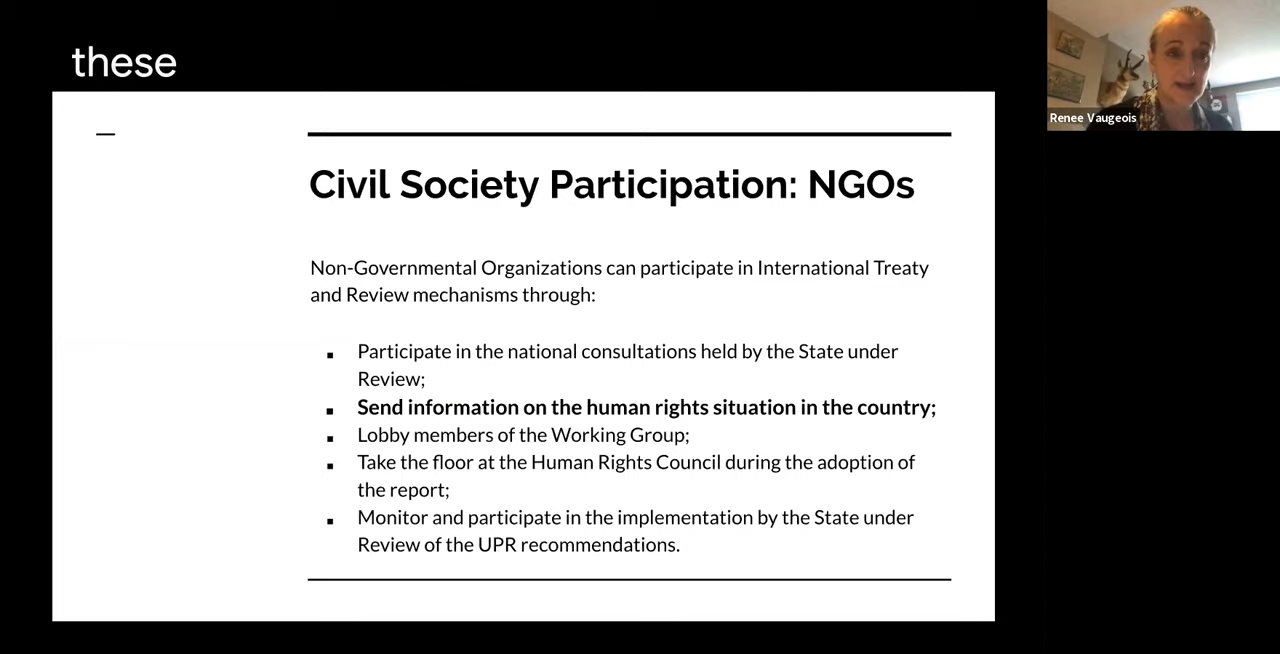 these
Renee Vaugeois
Civil Society Participation: NGOs
Non-Governmental Organizations can participate in International Treaty
and Review mechanisms through:
▪ Participate in the national consultations held by the State under
Review;
▪ Send information on the human rights situation in the country;
▪ Lobby members of the Working Group;
▪ Take the floor at the Human Rights Council during the adoption of
the report;
▪ Monitor and participate in the implementation by the State under
Review of the UPR recommendations.